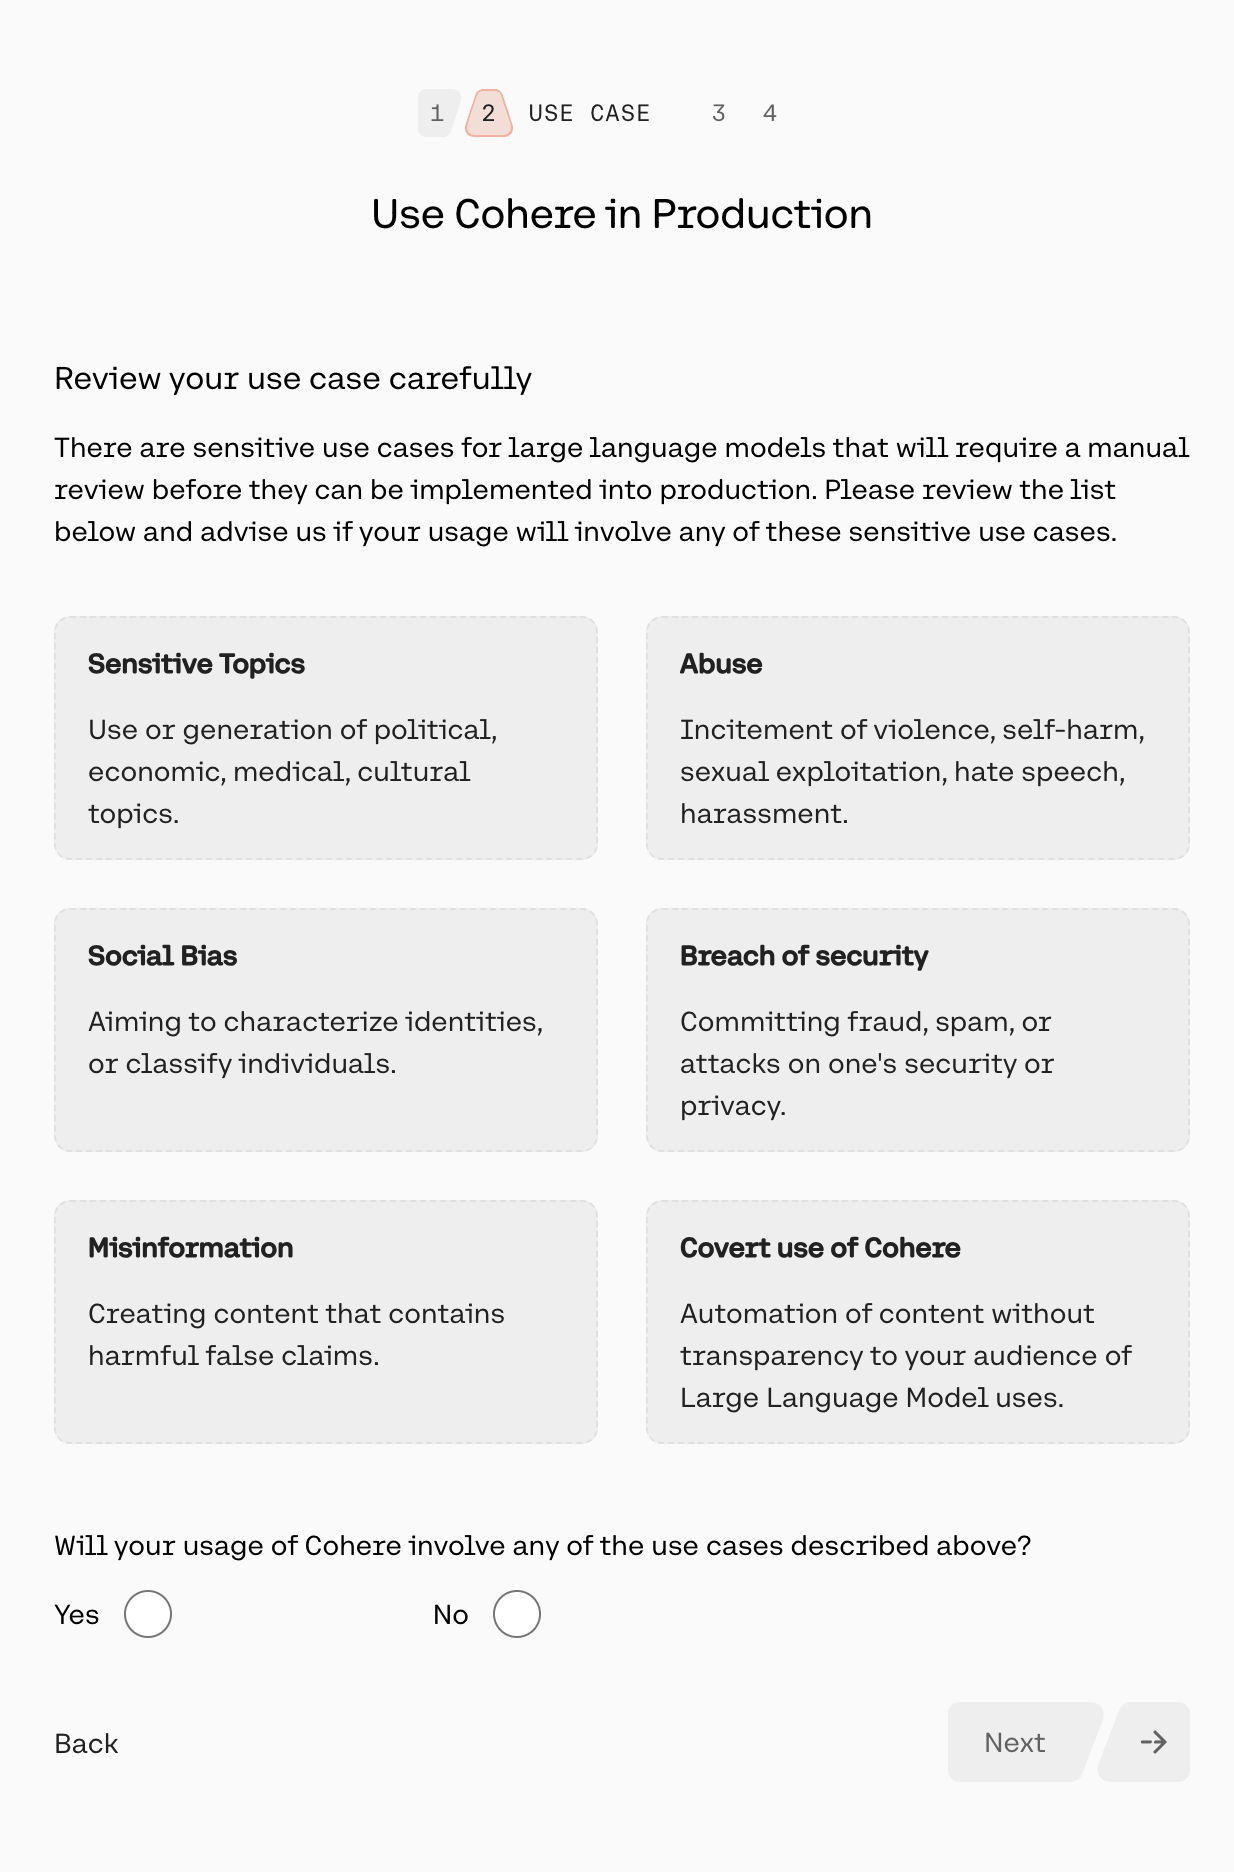 1 2 USE CASE 3 4
Use Cohere in Production
Review your use case carefully
There are sensitive use cases for large language models that will require a manual
review before they can be implemented into production. Please review the list
below and advise us if your usage will involve any of these sensitive use cases.
Sensitive Topics
Use or generation of political,
economic, medical, cultural
topics.
Abuse
Incitement of violence, self-harm,
sexual exploitation, hate speech,
harassment.
Social Bias
Aiming to characterize identities,
or classify individuals.
Breach of security
Committing fraud, spam, or
attacks on one's security or
privacy.
Misinformation
Creating content that contains
harmful false claims.
Covert use of Cohere
Automation of content without
transparency to your audience of
Large Language Model uses.
Will your usage of Cohere involve any of the use cases described above?
Yes No
Back Next